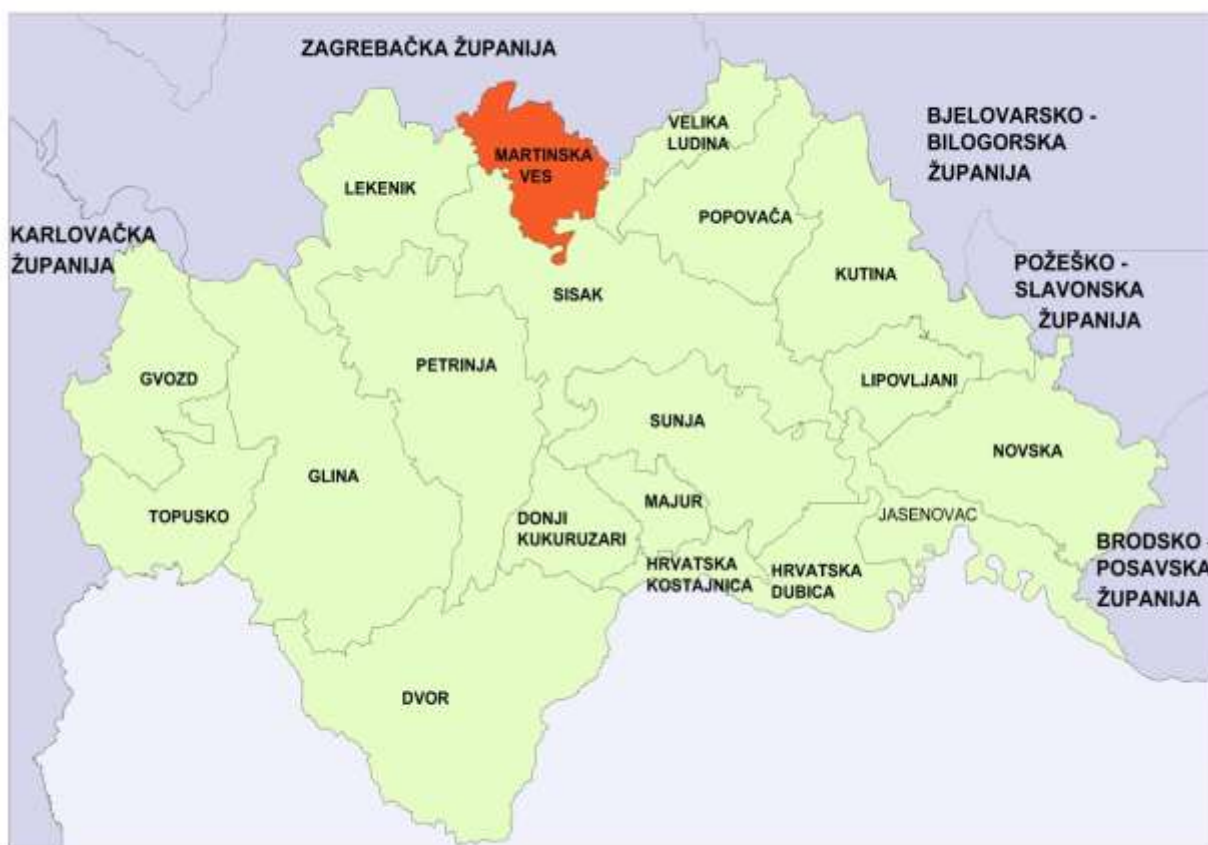 ZAGREBAČKA ŽUPANIJA
BJELOVARSKO -
BILOGORSKA
ŽUPANIJA
VELIKA
LUDINA
MARTINSKA
VES
LEKENIK
POPOVAČA
KARLOVAČKA
ŽUPANIJA
KUTINA
POŽEŠKO -
SLAVONSKA
ŽUPANIJA
SISAK
PETRINJA
GVOZD
LIPOVLJANI
SUNJA
NOVSKA
GLINA
MAJUR
TOPUSKO
DONJI
KUKURUZARI
JASENOVAC
HRVATSKA
KOSTAJNICA
HRVATSKA
DUBICA
BRODSKO -
POSAVSKA
ŽUPANIJA
DVOR